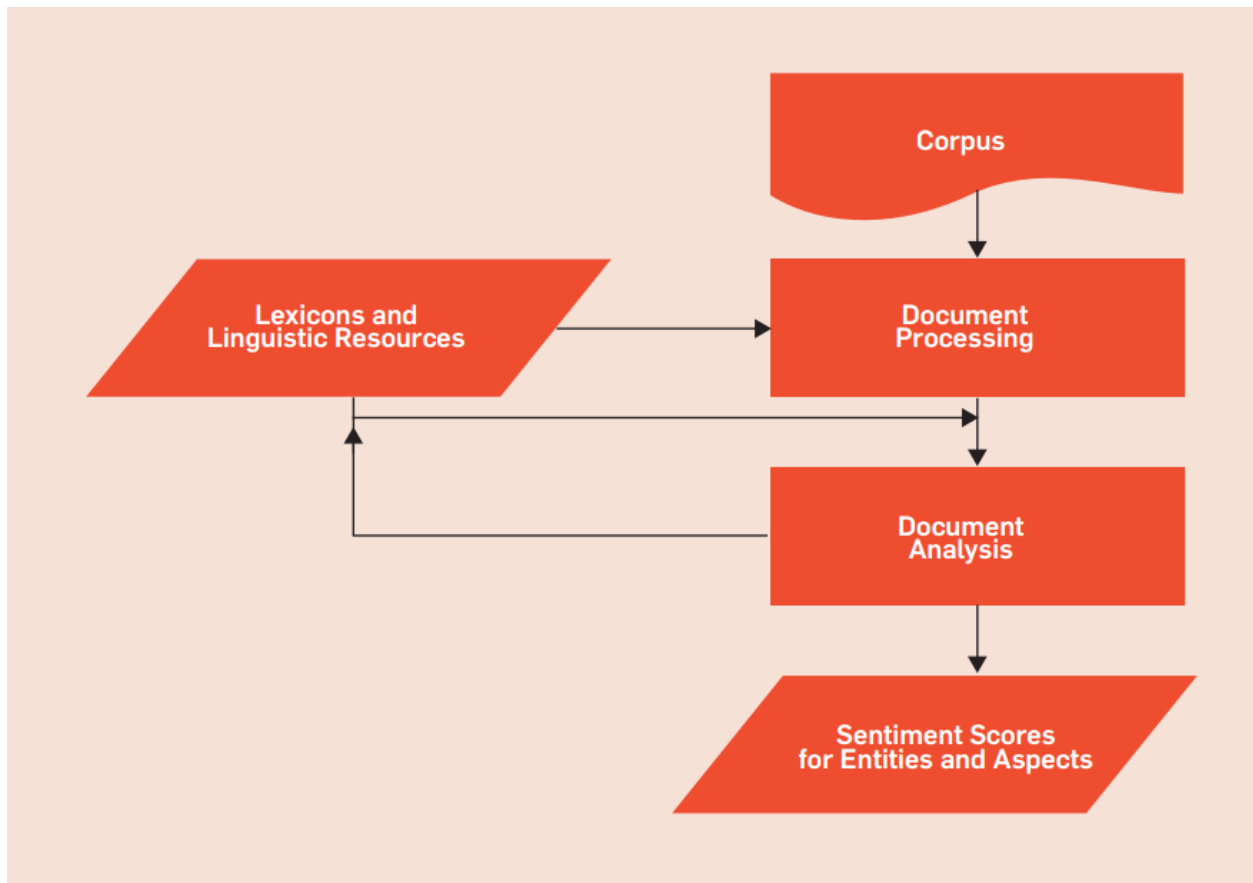 Corpus
Lexicons and
Linguistic Resources
Document
Processing
Document
Analysis
Sentiment Scores
for Entities and Aspects